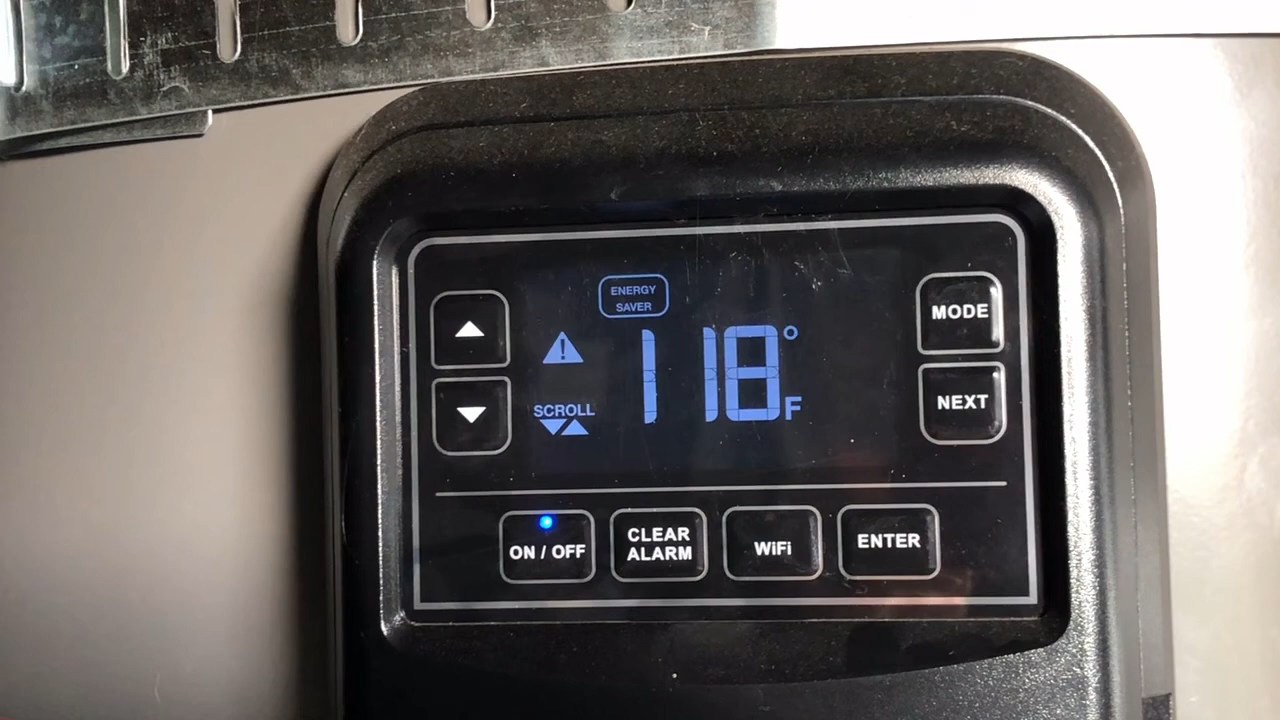 ENERGY
SAVER
MODE
118°F
SCROLL
NEXT
ON / OFF
CLEAR
ALARM
WiFi
ENTER